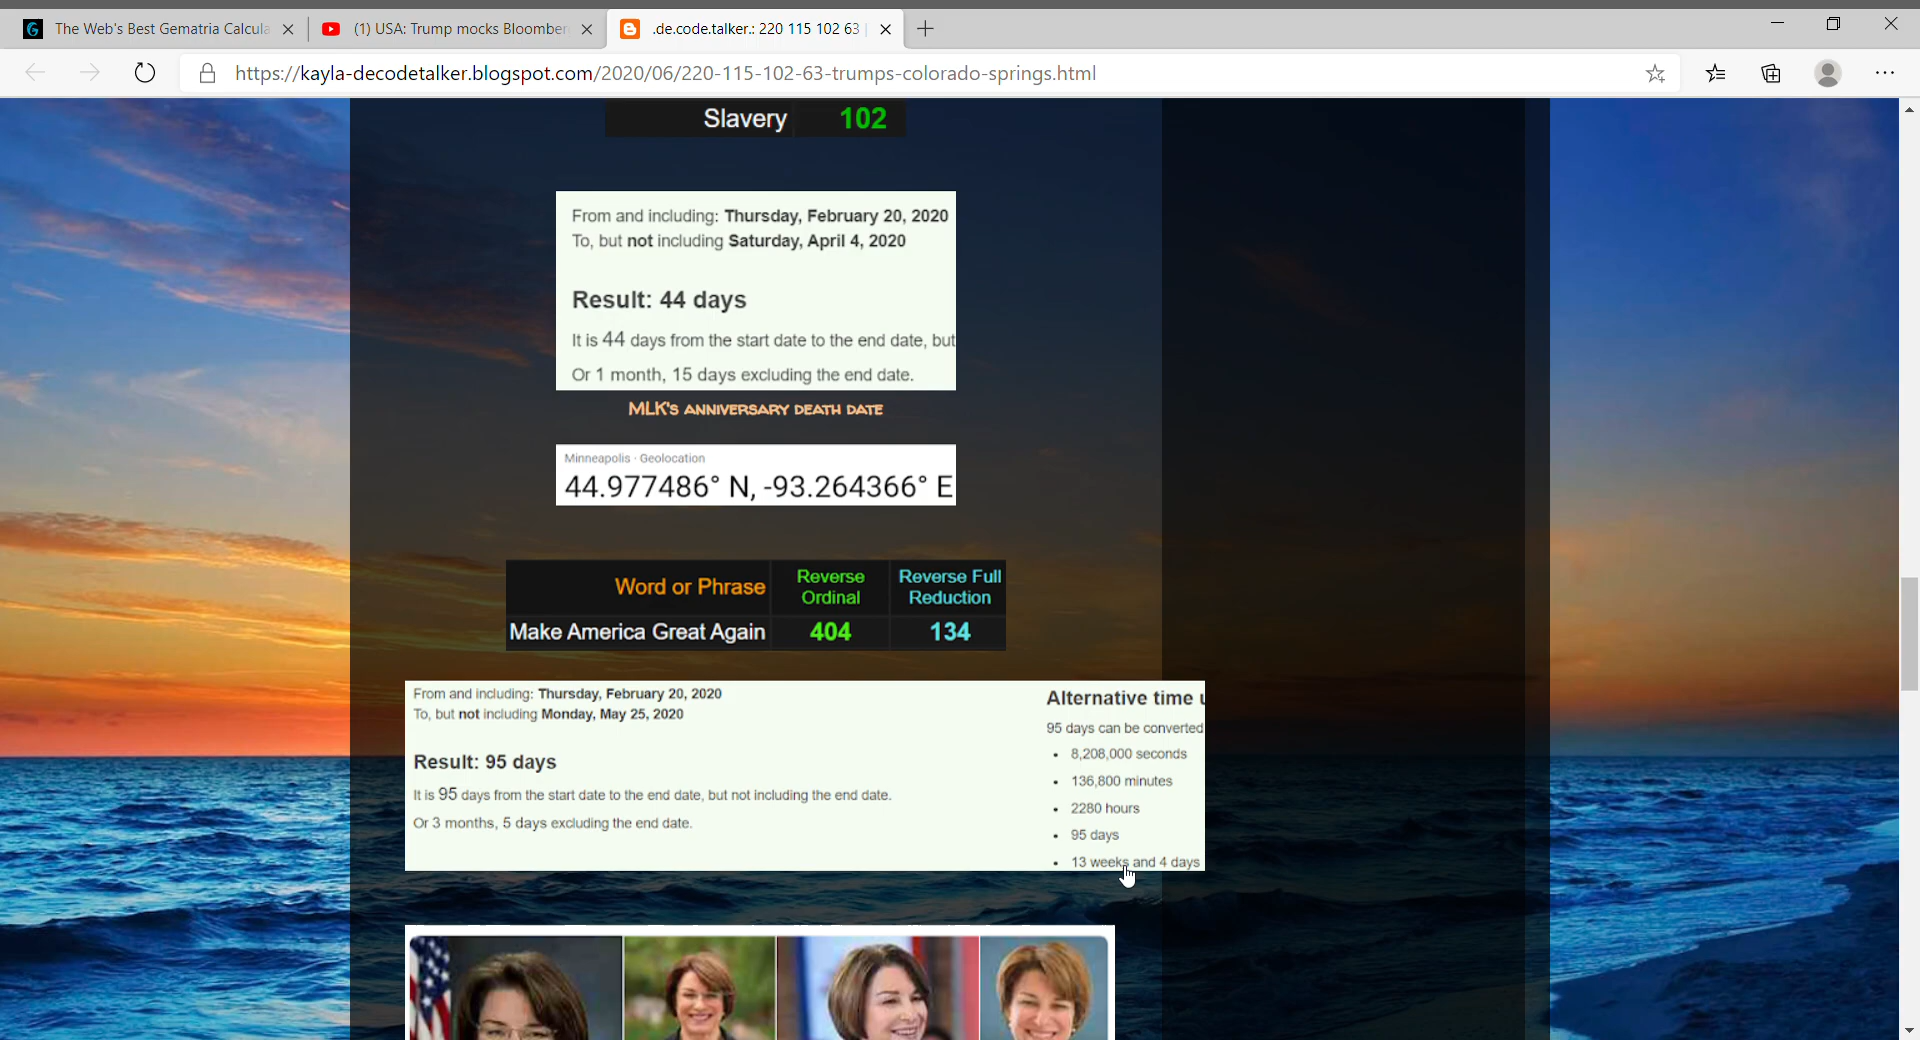 The Web's Best Gematria Calcula
(1) USA: Trump mocks Bloomber
.de.code.talker.: 220 115 102 63
https://kayla-decodetalker.blogspot.com/2020/06/220-115-102-63-trumps-colorado-springs.html
Slavery 102
From and including: Thursday, February 20, 2020
To, but not including Saturday, April 4, 2020
Result: 44 days
It is 44 days from the start date to the end date, but
Or 1 month, 15 days excluding the end date.
MLK's ANNIVERSARY DEATH DATE
Minneapolis · Geolocation
44.977486° N, -93.264366° E
Word or Phrase
Reverse Ordinal
Reverse Full Reduction
Make America Great Again 404 134
From and including: Thursday, February 20, 2020
To, but not including Monday, May 25, 2020
Result: 95 days
It is 95 days from the start date to the end date, but not including the end date.
Or 3 months, 5 days excluding the end date.
Alternative time u
95 days can be converted
• 8,208,000 seconds
• 136,800 minutes
• 2280 hours
• 95 days
• 13 weeks and 4 days